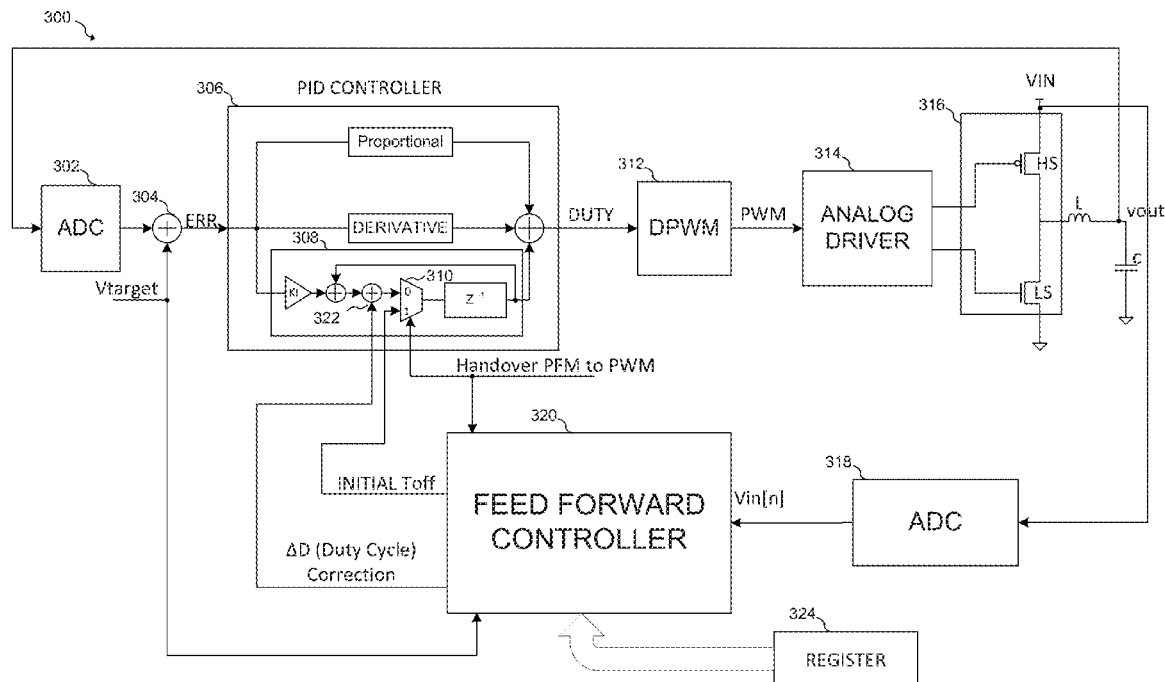 300
PID CONTROLLER
306
VIN
316
Proportional
302
ADC
304
ERR
DERIVATIVE
308
KI
310
0
1
322
Z⁻¹
DUTY
312
DPWM
PWM
314
ANALOG
DRIVER
HS
L
vout
C
LS
Vtarget
Handover PFM to PWM
320
FEED FORWARD
CONTROLLER
INITIAL Toff
ΔD (Duty Cycle)
Correction
Vin[n]
318
ADC
324
REGISTER